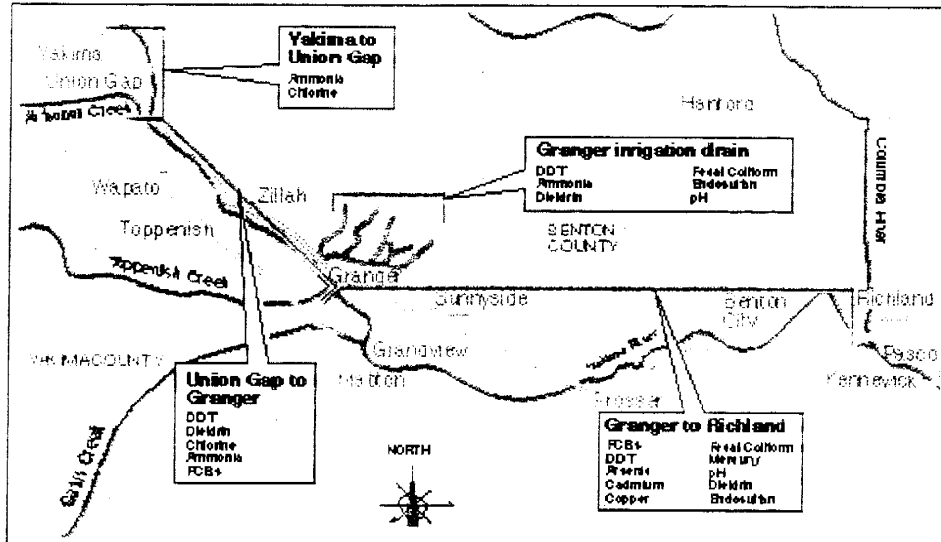 Yakima
Union Gap
Creek
Yakima to
Union Gap
Ammonia
Chlorine
Hanford
Columbia River
Granger irrigation drain
DDT Fecal Coliform
Ammonia Endosulfan
Dieldrin pH
BENTON
COUNTY
Wapato
Zillah
Toppenish
Toppenish Creek
Granger
Sunnyside
Benton
City
Richland
Pasco
Kennewick
YAKIMA COUNTY
Grandview
Mabton
Yakima River
Prosser
Satus Creek
Union Gap to
Granger
DDT
Dieldrin
Chlorine
Ammonia
PCBs
NORTH
Granger to Richland
PCBs Fecal Coliform
DDT Mercury
Arsenic pH
Cadmium Dieldrin
Copper Endosulfan